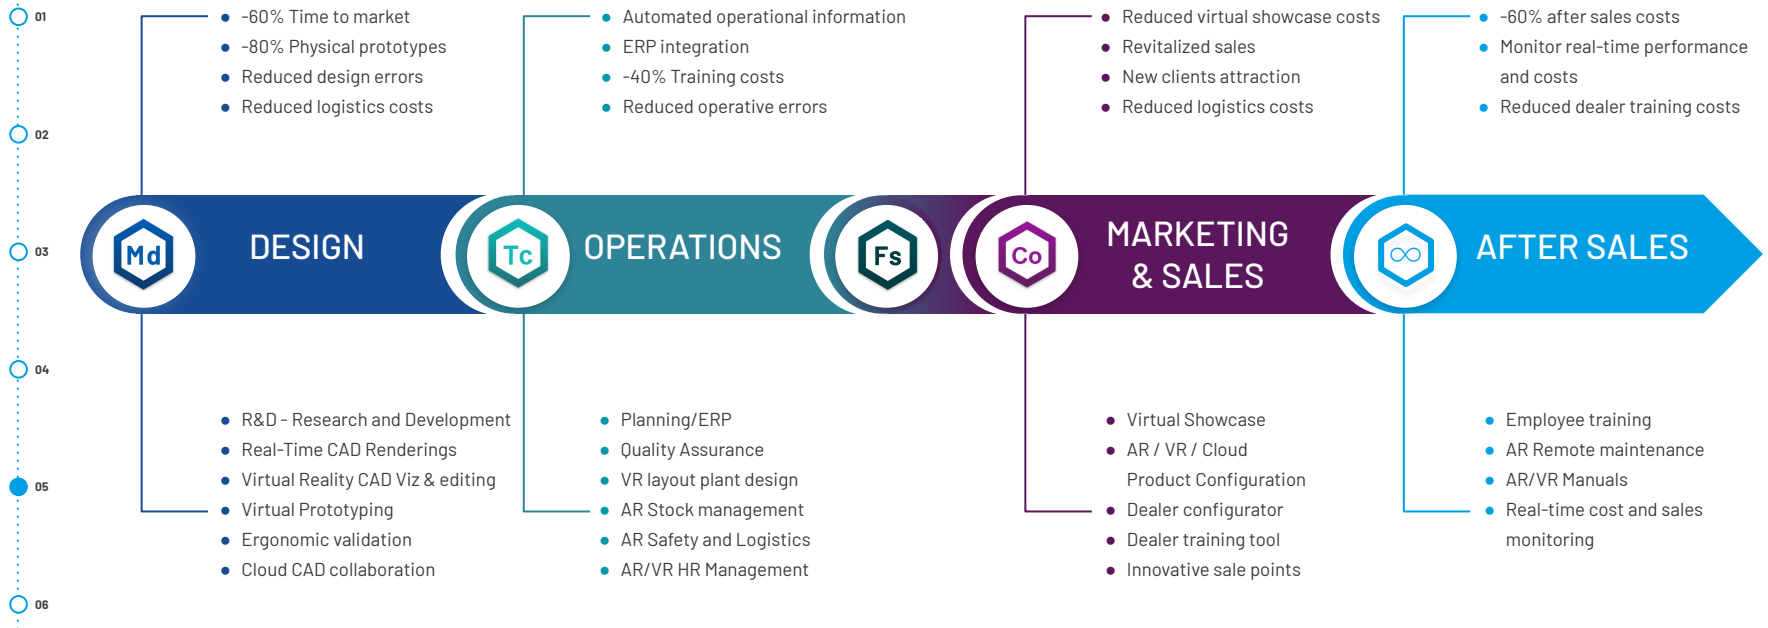 01
02
03
04
05
06
-60% Time to market
-80% Physical prototypes
Reduced design errors
Reduced logistics costs
Automated operational information
ERP integration
-40% Training costs
Reduced operative errors
Reduced virtual showcase costs
Revitalized sales
New clients attraction
Reduced logistics costs
-60% after sales costs
Monitor real-time performance
and costs
Reduced dealer training costs
Md
DESIGN
Tc
OPERATIONS
Fs
Co
MARKETING
& SALES
AFTER SALES
R&D - Research and Development
Real-Time CAD Renderings
Virtual Reality CAD Viz & editing
Virtual Prototyping
Ergonomic validation
Cloud CAD collaboration
Planning/ERP
Quality Assurance
VR layout plant design
AR Stock management
AR Safety and Logistics
AR/VR HR Management
Virtual Showcase
AR / VR / Cloud
Product Configuration
Dealer configurator
Dealer training tool
Innovative sale points
Employee training
AR Remote maintenance
AR/VR Manuals
Real-time cost and sales
monitoring